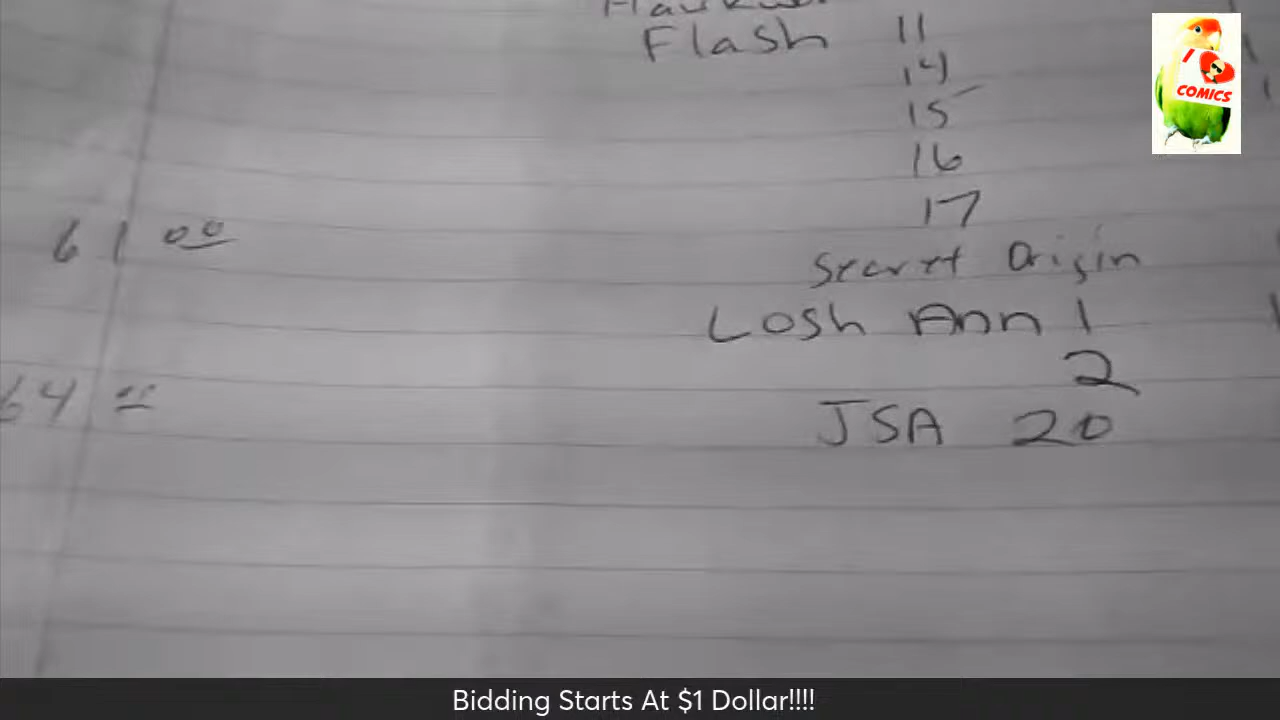 Flash 11
14
15
16
17
61 00
Secret Origin
Losh Ann 1
2
64
JSA 20
I
COMICS
Bidding Starts At $1 Dollar!!!!